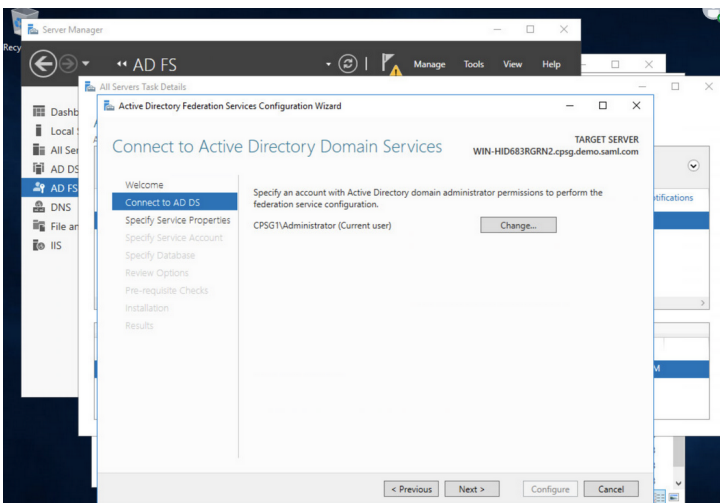 Server Manager
Recy
AD FS
Manage Tools View Help
All Servers Task Details
Active Directory Federation Services Configuration Wizard
Dashb
Local
All Ser
AD DS
AD FS
DNS
File an
IIS
Connect to Active Directory Domain Services
TARGET SERVER
WIN-HID683RGRN2.cpsg.demo.saml.com
Welcome
Connect to AD DS
Specify Service Properties
Specify Service Account
Specify Database
Review Options
Pre-requisite Checks
Installation
Results
Specify an account with Active Directory domain administrator permissions to perform the
federation service configuration.
CPSG1\Administrator (Current user)
Change...
otifications
M
< Previous Next > Configure Cancel